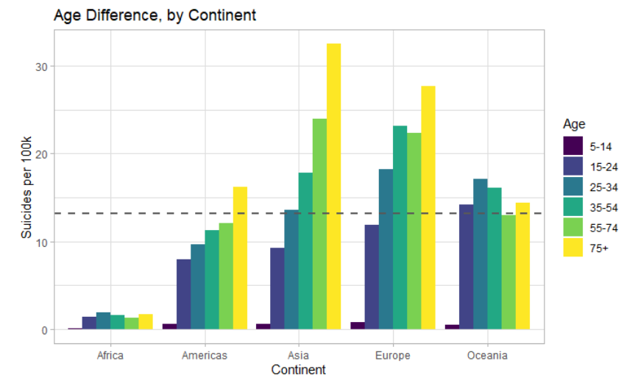 Age Difference, by Continent
Suicides per 100k
30
20
10
0
Africa
Americas
Asia
Europe
Oceania
Continent
Age
5-14
15-24
25-34
35-54
55-74
75+